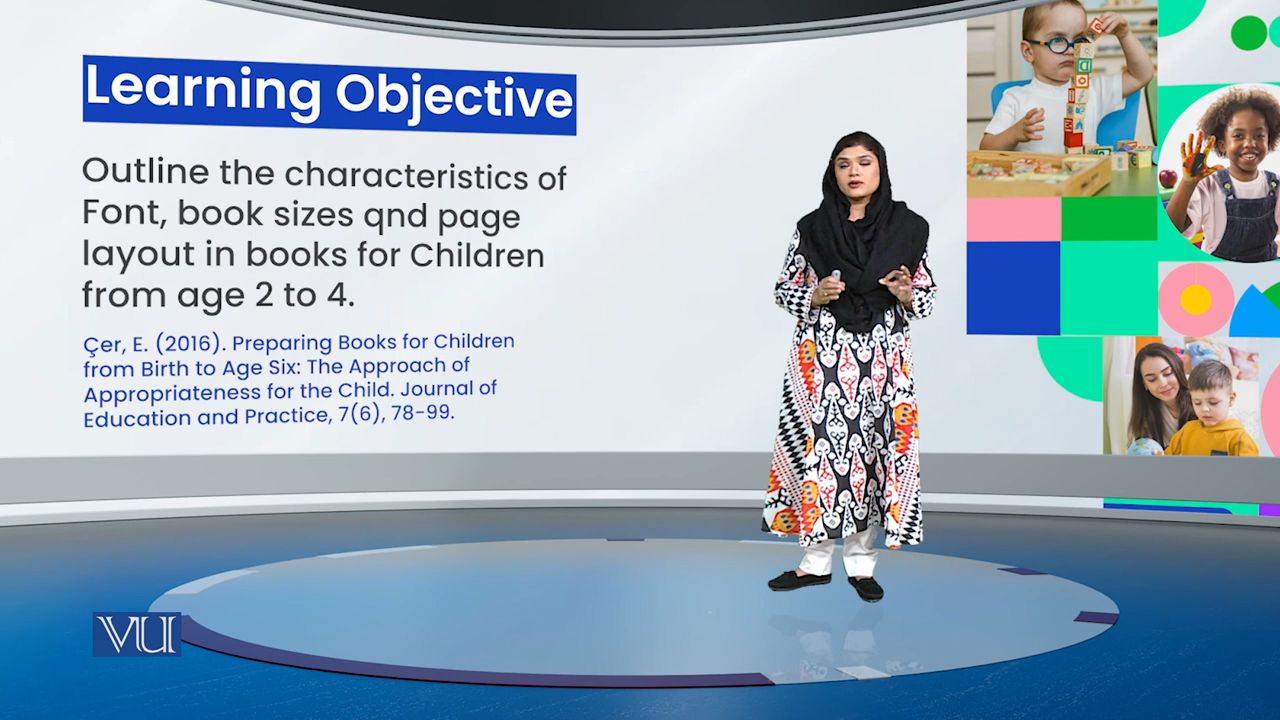 Learning Objective
Outline the characteristics of
Font, book sizes qnd page
layout in books for Children
from age 2 to 4.
Çer, E. (2016). Preparing Books for Children
from Birth to Age Six: The Approach of
Appropriateness for the Child. Journal of
Education and Practice, 7(6), 78-99.
VU